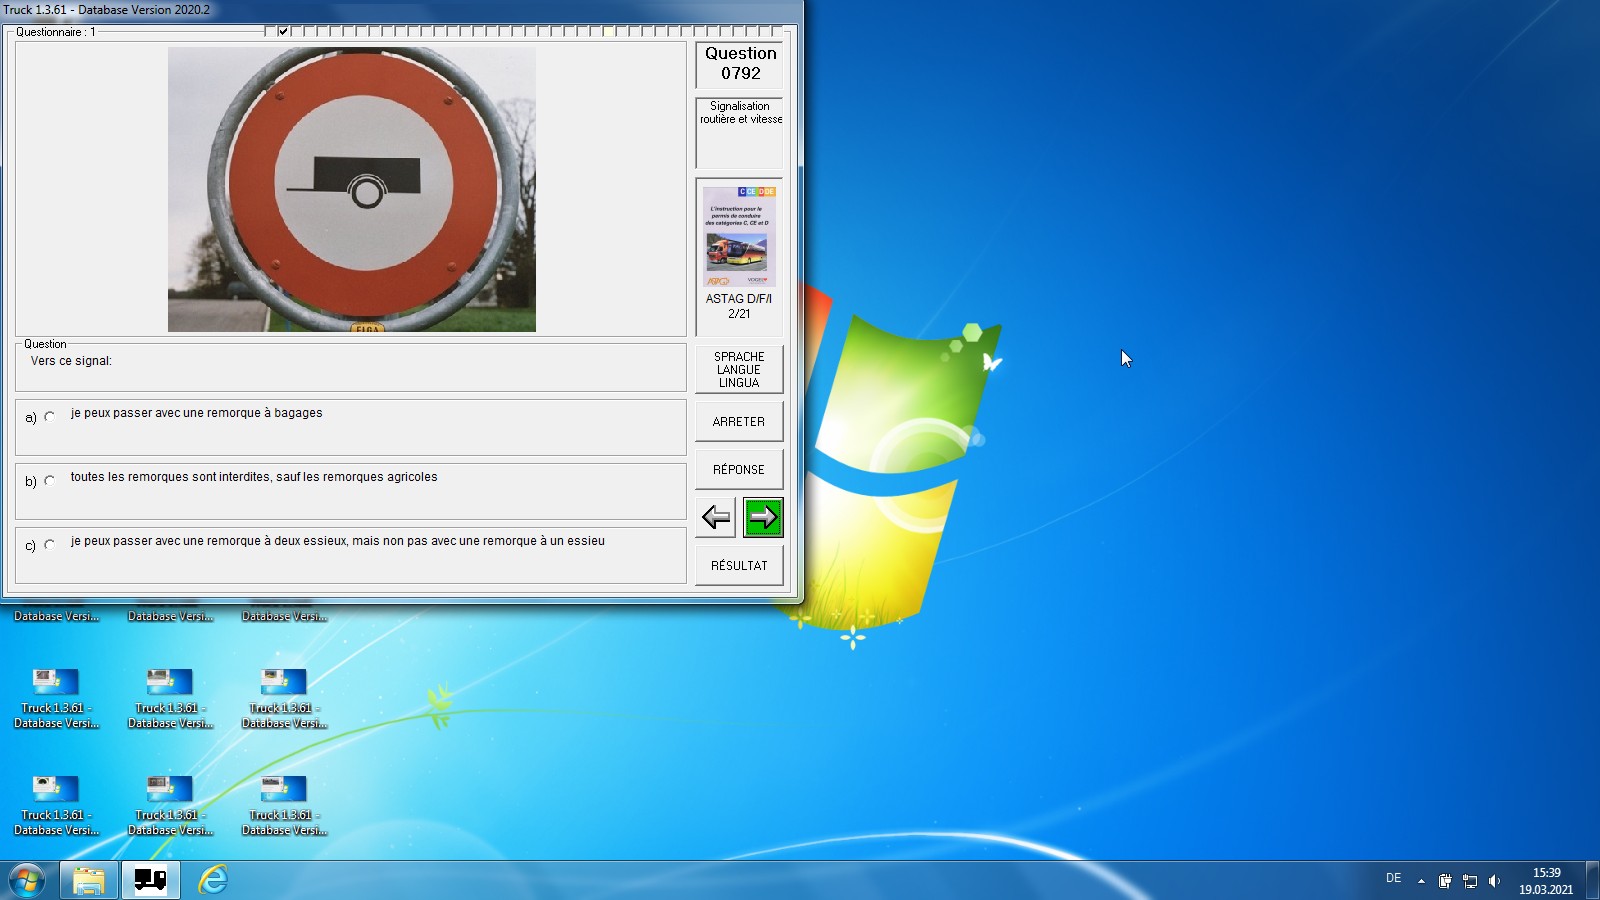 Truck 1.3.61 - Database Version 2020.2
Questionnaire : 1
EIGA
Question
0792
Signalisation
routière et vitesse
C CE D DE
L'instruction pour le
permis de conduire
des catégories C, CE et D
ASTAG D/F/I
2/21
Question
Vers ce signal:
SPRACHE
LANGUE
LINGUA
a) je peux passer avec une remorque à bagages
ARRETER
b) toutes les remorques sont interdites, sauf les remorques agricoles
RÉPONSE
c) je peux passer avec une remorque à deux essieux, mais non pas avec une remorque à un essieu
RÉSULTAT
Database Versi...
Database Versi...
Database Versi...
Truck 1.3.61 -
Database Versi...
Truck 1.3.61 -
Database Versi...
Truck 1.3.61 -
Database Versi...
Truck 1.3.61 -
Database Versi...
Truck 1.3.61 -
Database Versi...
Truck 1.3.61 -
Database Versi...
DE
15:39
19.03.2021